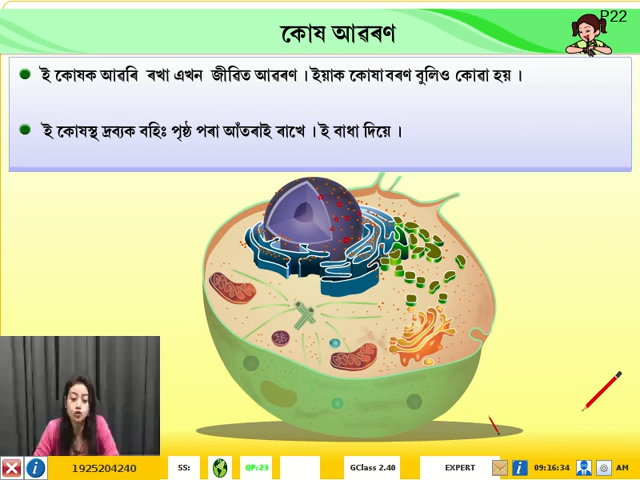 P22
কোষ আৱৰণ
ই কোষক আৱৰি ৰখা এখন জীৱিত আৱৰণ । ইয়াক কোষাবৰণ বুলিও কোৱা হয় ।
ই কোষস্থ দ্ৰব্যক বহিঃ পৃষ্ঠ পৰা আঁতৰাই ৰাখে । ই বাধা দিয়ে ।
1925204240 SS: QP:23 GClass 2.40 EXPERT 09:16:34 AM